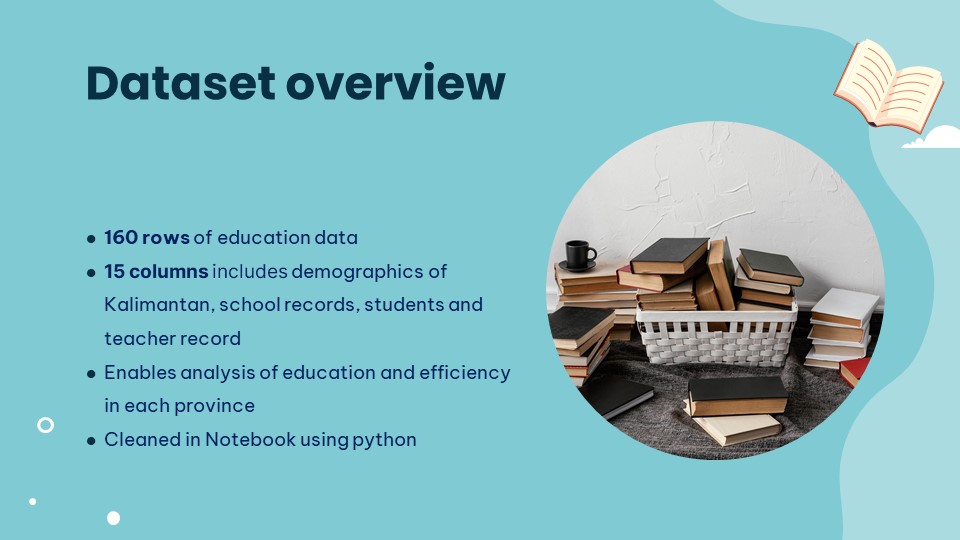 Dataset overview
● 160 rows of education data
● 15 columns includes demographics of
Kalimantan, school records, students and
teacher record
● Enables analysis of education and efficiency
in each province
● Cleaned in Notebook using python